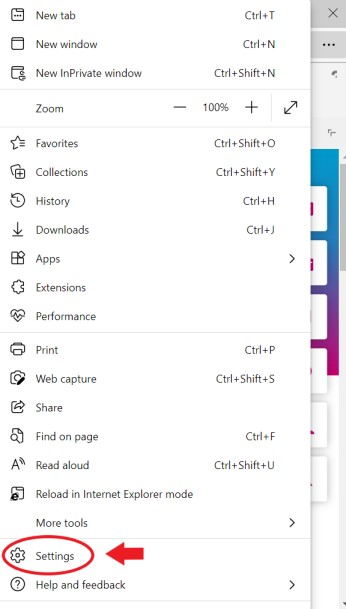 New tab Ctrl+T
New window Ctrl+N
New InPrivate window Ctrl+Shift+N
Zoom — 100% +
Favorites Ctrl+Shift+O
Collections Ctrl+Shift+Y
History Ctrl+H
Downloads Ctrl+J
Apps
Extensions
Performance
Print Ctrl+P
Web capture Ctrl+Shift+S
Share
Find on page Ctrl+F
Read aloud Ctrl+Shift+U
Reload in Internet Explorer mode
More tools
Settings
Help and feedback